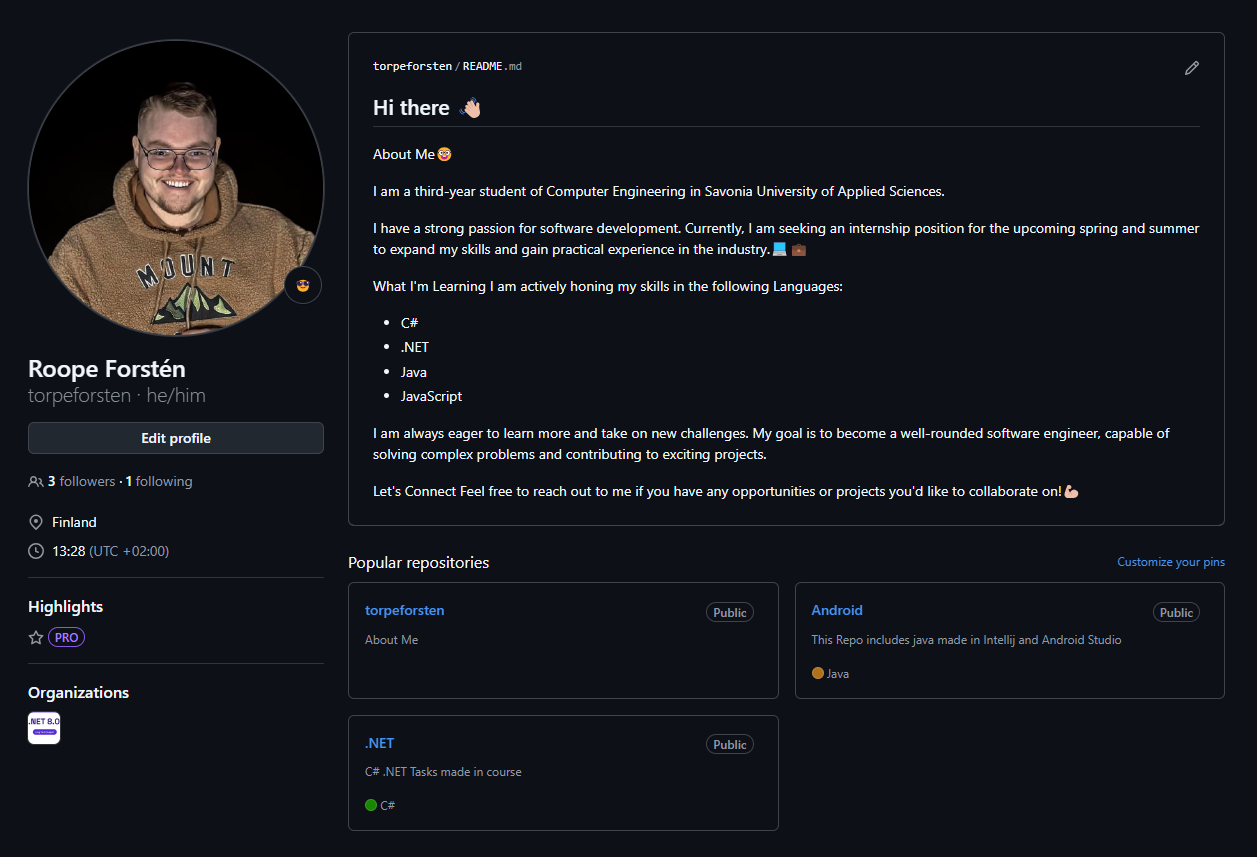 MOUNT
Roope Forstén
torpeforsten · he/him
Edit profile
3 followers · 1 following
Finland
13:28 (UTC +02:00)
Highlights
PRO
Organizations
.NET 8.0
torpeforsten/README.md
Hi there 👋
About Me🤡
I am a third-year student of Computer Engineering in Savonia University of Applied Sciences.
I have a strong passion for software development. Currently, I am seeking an internship position for the upcoming spring and summer
to expand my skills and gain practical experience in the industry.💻 💼
What I'm Learning I am actively honing my skills in the following Languages:
• C#
• .NET
• Java
• JavaScript
I am always eager to learn more and take on new challenges. My goal is to become a well-rounded software engineer, capable of
solving complex problems and contributing to exciting projects.
Let's Connect Feel free to reach out to me if you have any opportunities or projects you'd like to collaborate on!💪
Popular repositories
Customize your pins
torpeforsten Public
About Me
Android Public
This Repo includes java made in Intellij and Android Studio
Java
.NET Public
C# .NET Tasks made in course
C#